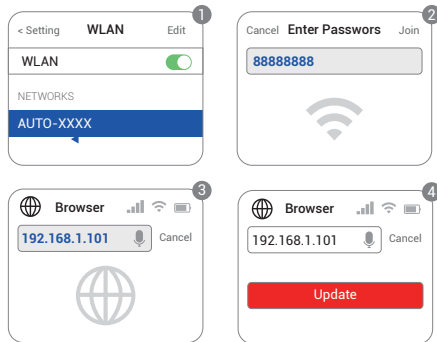 1
< Setting WLAN Edit
WLAN
NETWORKS
AUTO-XXXX
2
Cancel Enter Passwors Join
88888888
3
Browser
192.168.1.101 Cancel
4
Browser
192.168.1.101 Cancel
Update